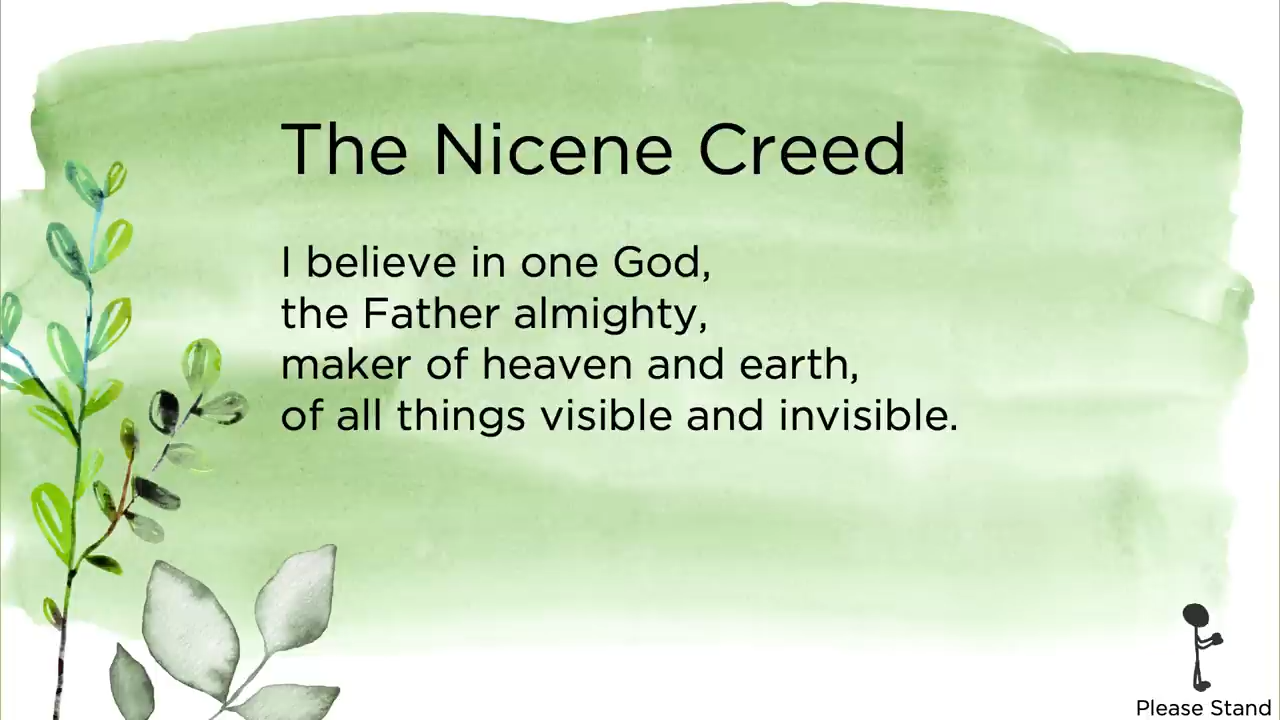 The Nicene Creed
I believe in one God,
the Father almighty,
maker of heaven and earth,
of all things visible and invisible.
Please Stand